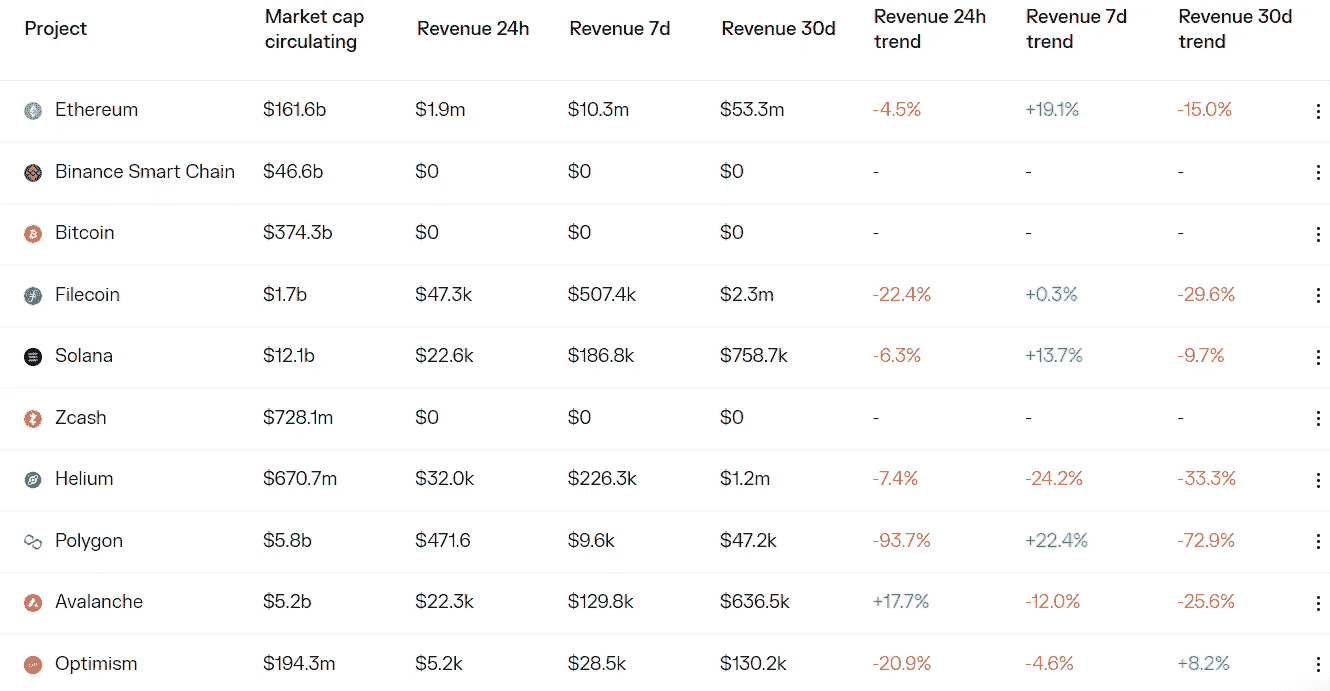 Project Market cap circulating Revenue 24h Revenue 7d Revenue 30d Revenue 24h trend Revenue 7d trend Revenue 30d trend
Ethereum $161.6b $1.9m $10.3m $53.3m -4.5% +19.1% -15.0%
Binance Smart Chain $46.6b $0 $0 $0 - - -
Bitcoin $374.3b $0 $0 $0 - - -
Filecoin $1.7b $47.3k $507.4k $2.3m -22.4% +0.3% -29.6%
Solana $12.1b $22.6k $186.8k $758.7k -6.3% +13.7% -9.7%
Zcash $728.1m $0 $0 $0 - - -
Helium $670.7m $32.0k $226.3k $1.2m -7.4% -24.2% -33.3%
Polygon $5.8b $471.6 $9.6k $47.2k -93.7% +22.4% -72.9%
Avalanche $5.2b $22.3k $129.8k $636.5k +17.7% -12.0% -25.6%
Optimism $194.3m $5.2k $28.5k $130.2k -20.9% -4.6% +8.2%